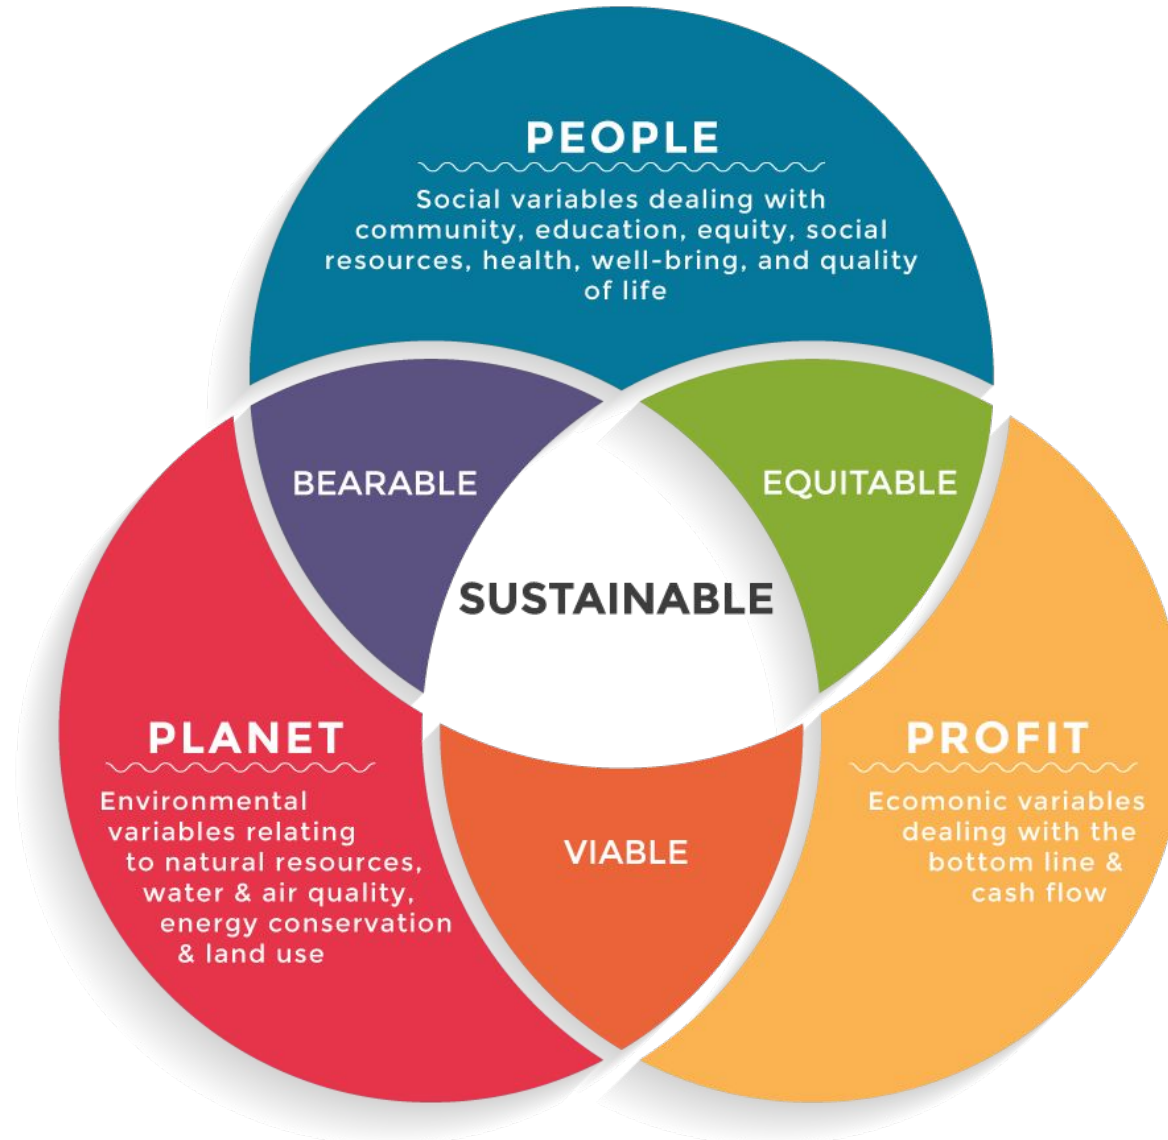 PEOPLE
Social variables dealing with
community, education, equity, social
resources, health, well-bring, and quality
of life
BEARABLE
EQUITABLE
SUSTAINABLE
PLANET
Environmental
variables relating
to natural resources,
water & air quality,
energy conservation
& land use
PROFIT
Ecomonic variables
dealing with the
bottom line &
cash flow
VIABLE